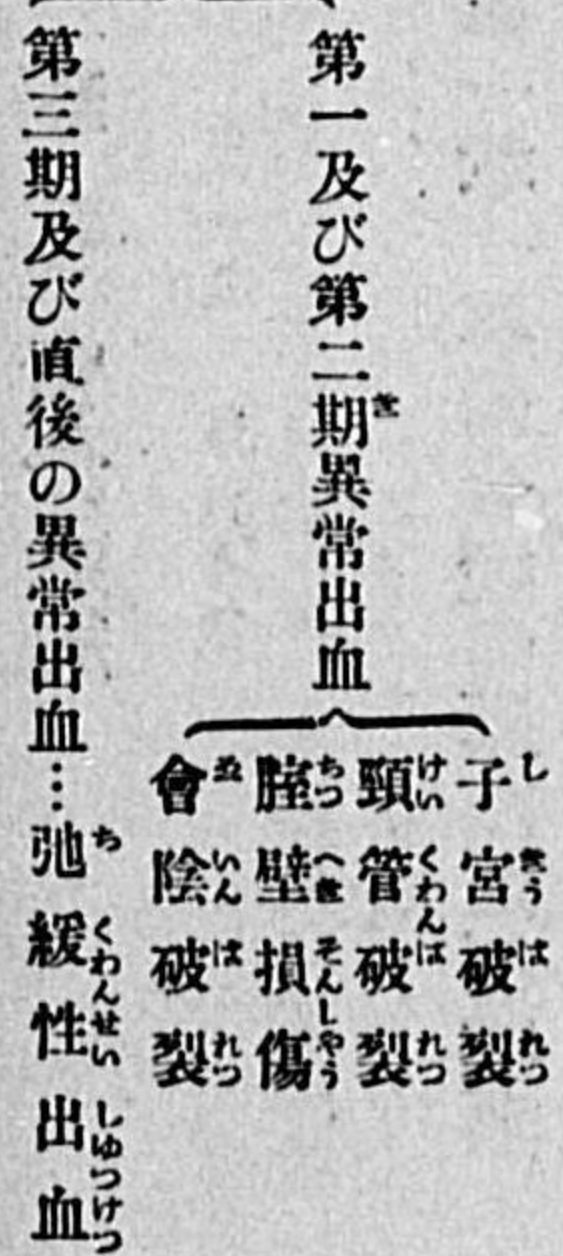 第一及び第二期異常出血
子宮破裂
頸管破裂
腟壁損傷
會陰破裂
第三期及び直後の異常出血…弛緩性出血